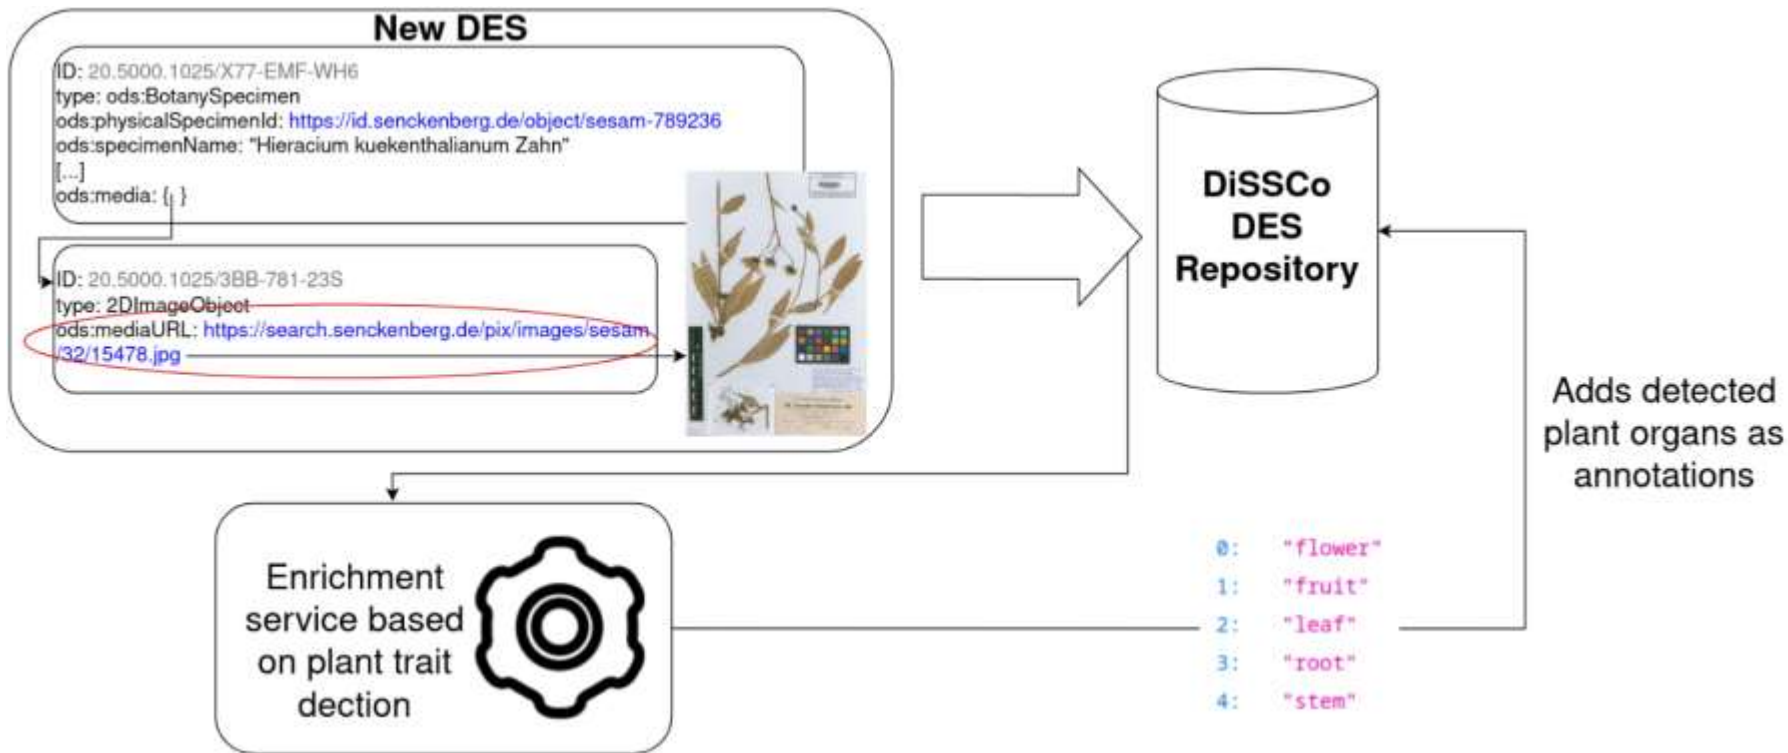 New DES
ID: 20.5000.1025/X77-EMF-WH6
type: ods:BotanySpecimen
ods:physicalSpecimenId: https://id.senckenberg.de/object/sesam-789236
ods:specimenName: "Hieracium kuekenthalianum Zahn"
[...]
ods:media: { }
ID: 20.5000.1025/3BB-781-23S
type: 2DImageObject
ods:mediaURL: https://search.senckenberg.de/pix/images/sesam
/32/15478.jpg
DiSSCo
DES
Repository
Adds detected
plant organs as
annotations
Enrichment
service based
on plant trait
dection
0: "flower"
1: "fruit"
2: "leaf"
3: "root"
4: "stem"